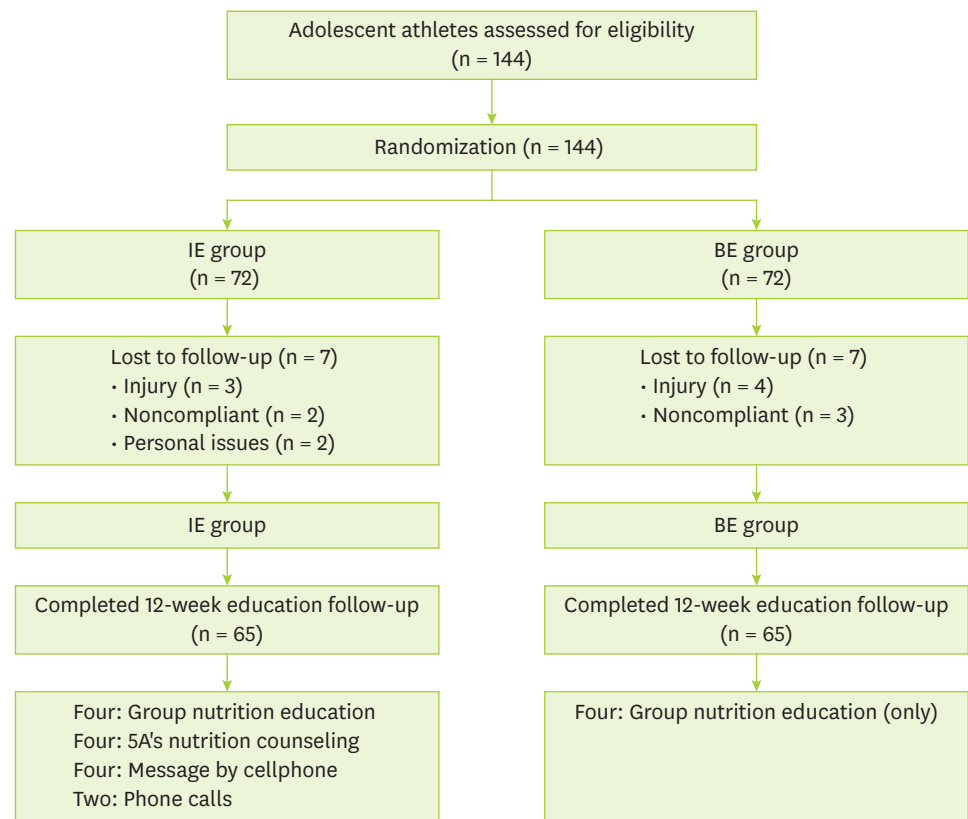 Adolescent athletes assessed for eligibility
(n = 144)
Randomization (n = 144)
IE group
(n = 72)
BE group
(n = 72)
Lost to follow-up (n = 7)
• Injury (n = 3)
• Noncompliant (n = 2)
• Personal issues (n = 2)
Lost to follow-up (n = 7)
• Injury (n = 4)
• Noncompliant (n = 3)
IE group
BE group
Completed 12-week education follow-up
(n = 65)
Completed 12-week education follow-up
(n = 65)
Four: Group nutrition education
Four: 5A's nutrition counseling
Four: Message by cellphone
Two: Phone calls
Four: Group nutrition education (only)